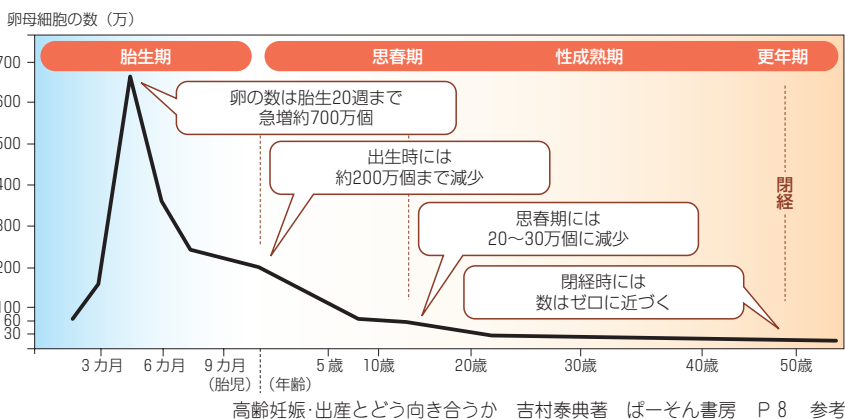 卵母細胞の数（万）
胎生期 思春期 性成熟期 更年期
700
600
500
400
300
200
100
60
30
卵の数は胎生20週まで
急増約700万個
出生時には
約200万個まで減少
思春期には
20〜30万個に減少
閉経時には
数はゼロに近づく
閉経
3カ月 6カ月 9カ月 5歳 10歳 20歳 30歳 40歳 50歳
（胎児） （年齢）
高齢妊娠・出産とどう向き合うか 吉村泰典著 ぱーそん書房 P8 参考